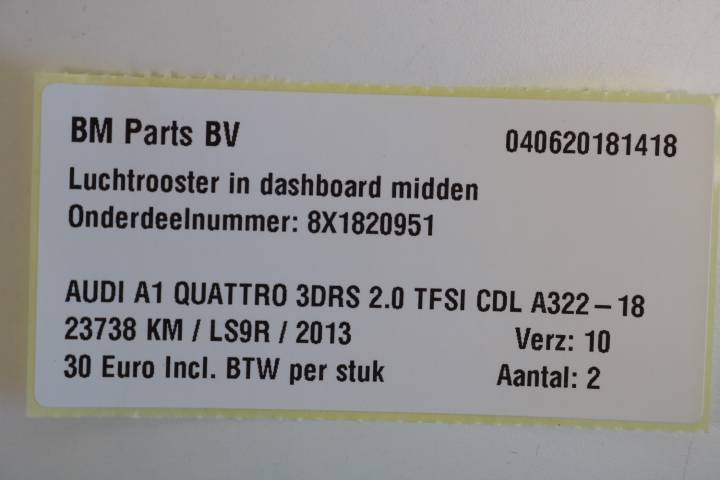 BM Parts BV 040620181418
Luchtrooster in dashboard midden
Onderdeelnummer: 8X1820951
AUDI A1 QUATTRO 3DRS 2.0 TFSI CDL A322-18
23738 KM / LS9R / 2013 Verz: 10
30 Euro Incl. BTW per stuk Aantal: 2